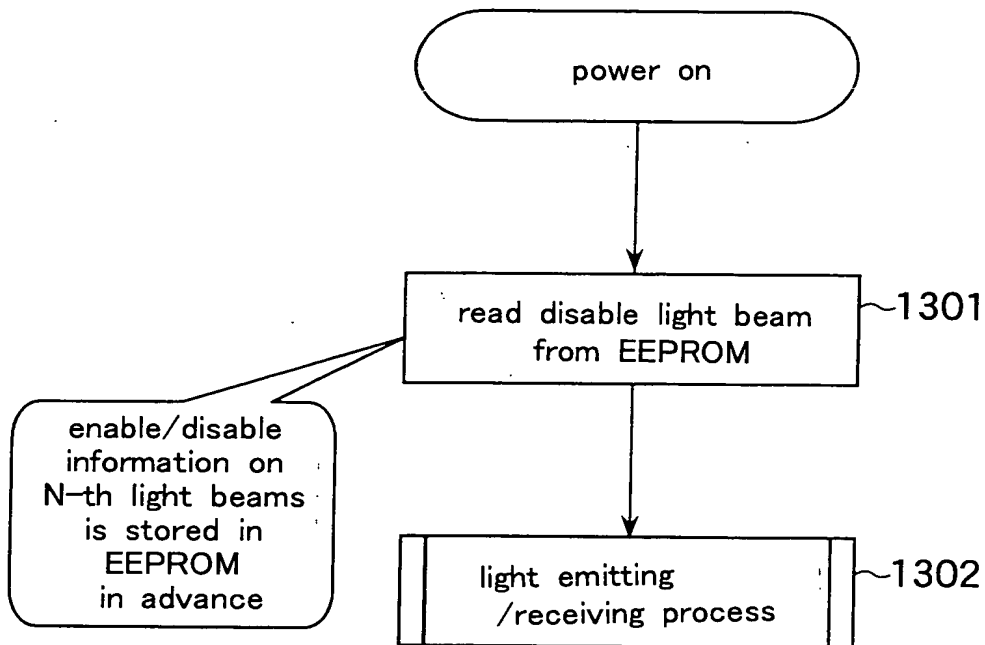 power on
read disable light beam
from EEPROM
1301
enable/disable
information on
N-th light beams
is stored in
EEPROM
in advance
light emitting
/receiving process
1302